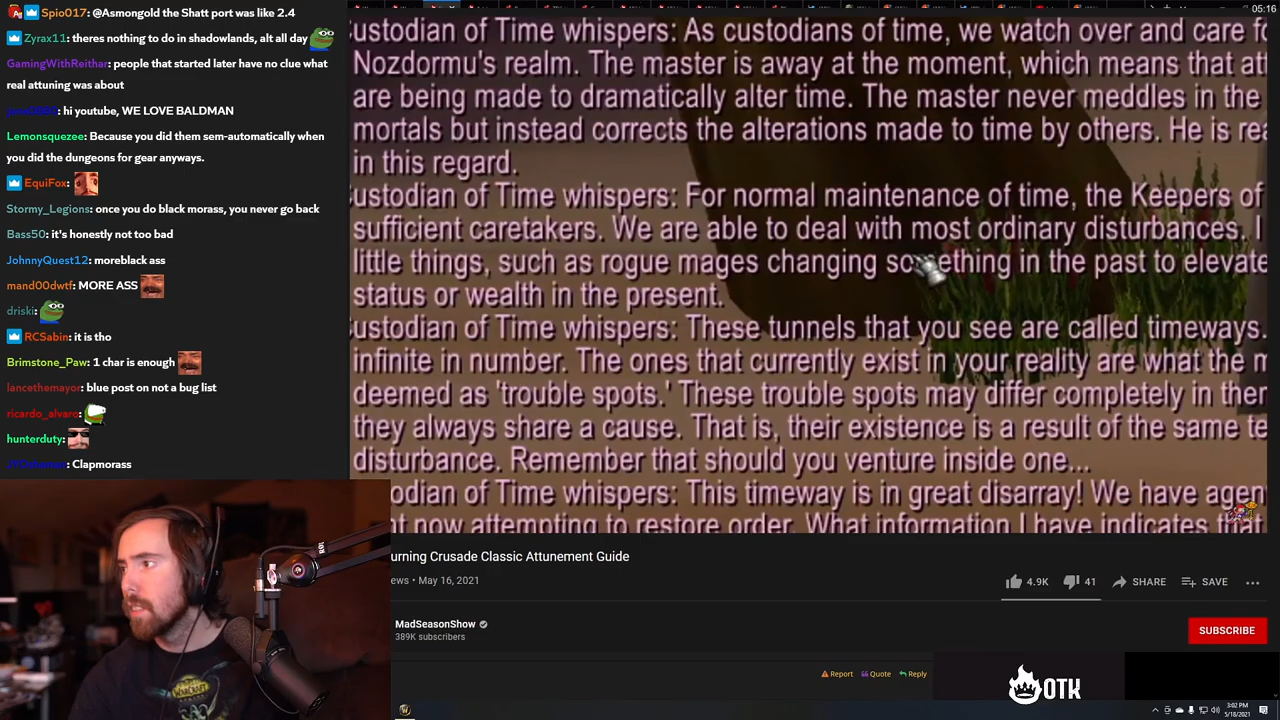 Spio017: @Asmongold the Shatt port was like 2.4
Zyrax11: theres nothing to do in shadowlands, alt all day
GamingWithReithar: people that started later have no clue what
real attuning was about
: hi youtube, WE LOVE BALDMAN
Lemonsqueezee: Because you did them sem-automatically when
you did the dungeons for gear anyways.
EquiFox:
Stormy_Legions: once you do black morass, you never go back
Bass50: it's honestly not too bad
JohnnyQuest12: moreblack ass
mand00dwtf: MORE ASS
driski:
RCSabin: it is tho
Brimstone_Paw: 1 char is enough
lancethemayor: blue post on not a bug list
ricardo_alvaro:
hunterduty:
: Clapmorass
05:16
ustodian of Time whispers: As custodians of time, we watch over and care fo
Nozdormu's realm. The master is away at the moment, which means that att
are being made to dramatically alter time. The master never meddles in the
mortals but instead corrects the alterations made to time by others. He is rea
in this regard.
ustodian of Time whispers: For normal maintenance of time, the Keepers of
sufficient caretakers. We are able to deal with most ordinary disturbances. I
little things, such as rogue mages changing something in the past to elevate
status or wealth in the present.
ustodian of Time whispers: These tunnels that you see are called timeways.
infinite in number. The ones that currently exist in your reality are what the m
deemed as 'trouble spots.' These trouble spots may differ completely in ther
they always share a cause. That is, their existence is a result of the same te
disturbance. Remember that should you venture inside one...
odian of Time whispers: This timeway is in great disarray! We have agen
t now attempting to restore order. What information I have indicates that
urning Crusade Classic Attunement Guide
ews • May 16, 2021
4.9K 41 SHARE SAVE
MadSeasonShow
389K subscribers
SUBSCRIBE
Report Quote Reply
OTK
3:02 PM
5/18/2021